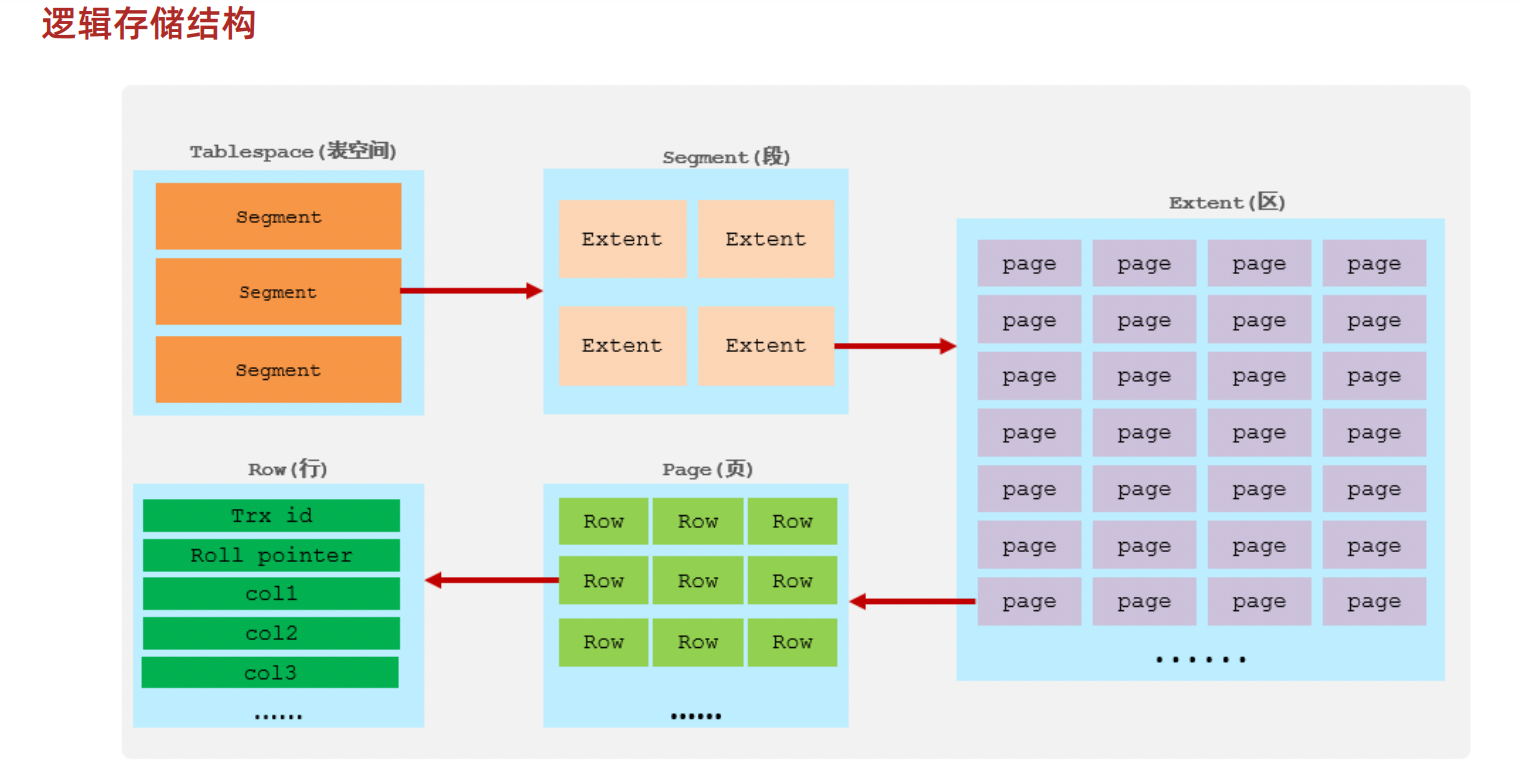 逻辑存储结构
Tablespace(表空间)
Segment
Segment
Segment
Segment(段)
Extent Extent
Extent Extent
Extent(区)
page page page page
page page page page
page page page page
page page page page
page page page page
page page page page
page page page page
......
Page(页)
Row Row Row
Row Row Row
Row Row Row
......
Row(行)
Trx id
Roll pointer
col1
col2
col3
......